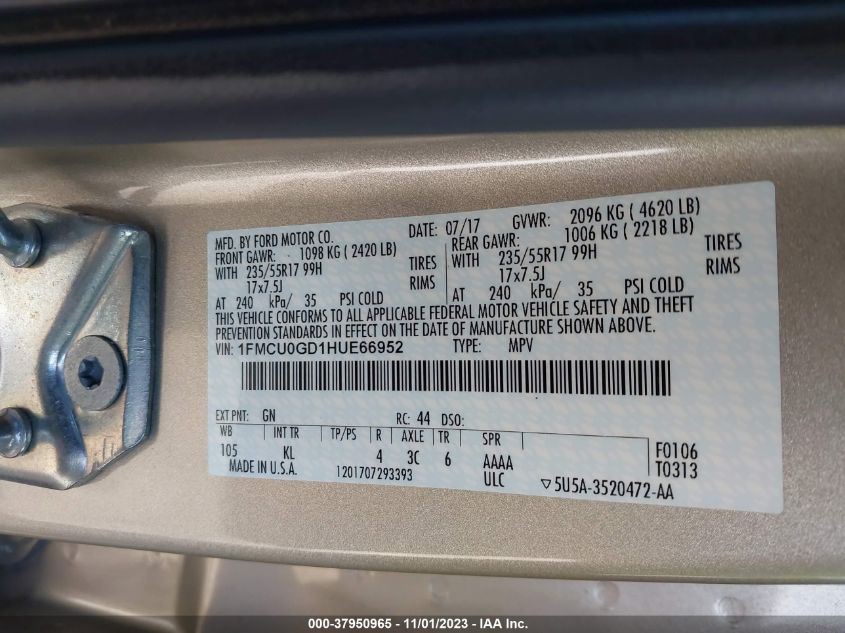 MFD. BY FORD MOTOR CO.
DATE: 07/17 GVWR: 2096 KG ( 4620 LB)
FRONT GAWR: 1098 KG ( 2420 LB)
REAR GAWR: 1006 KG ( 2218 LB)
WITH 235/55R17 99H TIRES
WITH 235/55R17 99H TIRES
17x7.5J RIMS
17x7.5J RIMS
AT 240 kPa/ 35 PSI COLD
AT 240 kPa/ 35 PSI COLD
THIS VEHICLE CONFORMS TO ALL APPLICABLE FEDERAL MOTOR VEHICLE SAFETY AND THEFT
PREVENTION STANDARDS IN EFFECT ON THE DATE OF MANUFACTURE SHOWN ABOVE.
VIN: 1FMCU0GD1HUE66952 TYPE: MPV
EXT PNT: GN RC: 44 DSO:
WB INT TR TP/PS R AXLE TR SPR
105 KL 4 3C 6 AAAA F0106
MADE IN U.S.A. 1201707293393 ULC T0313
▽5U5A-3520472-AA
000-37950965 - 11/01/2023 - IAA Inc.